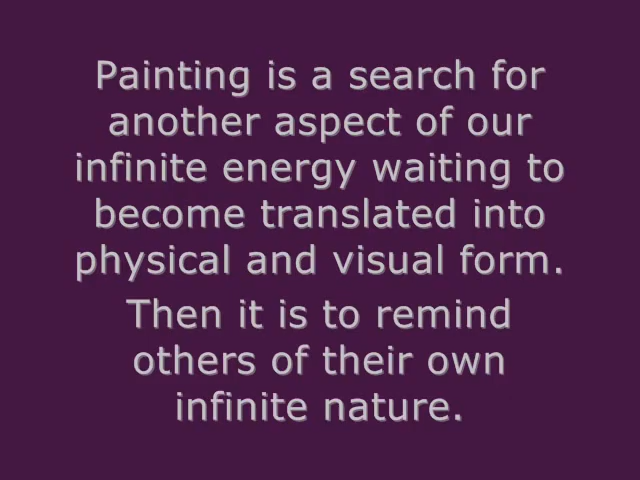 Painting is a search for
another aspect of our
infinite energy waiting to
become translated into
physical and visual form.
Then it is to remind
others of their own
infinite nature.